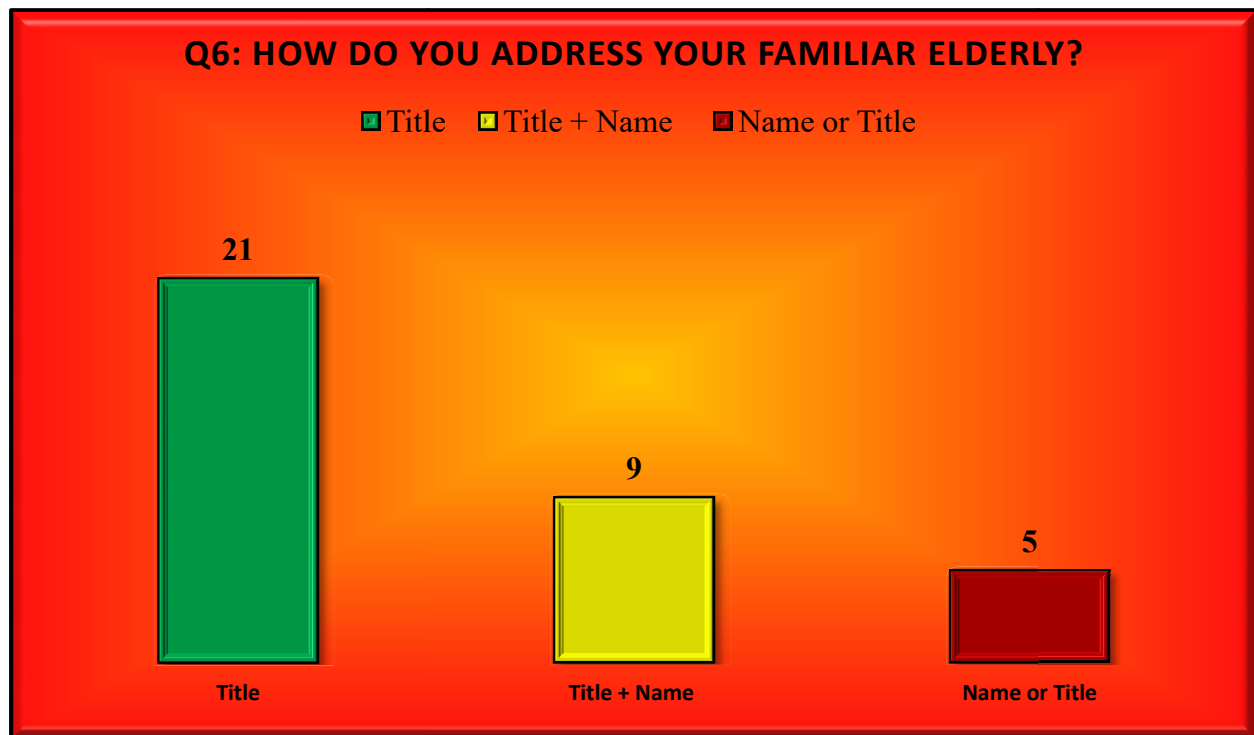 Q6: HOW DO YOU ADDRESS YOUR FAMILIAR ELDERLY?
Title Title + Name Name or Title
21
9
5
Title Title + Name Name or Title